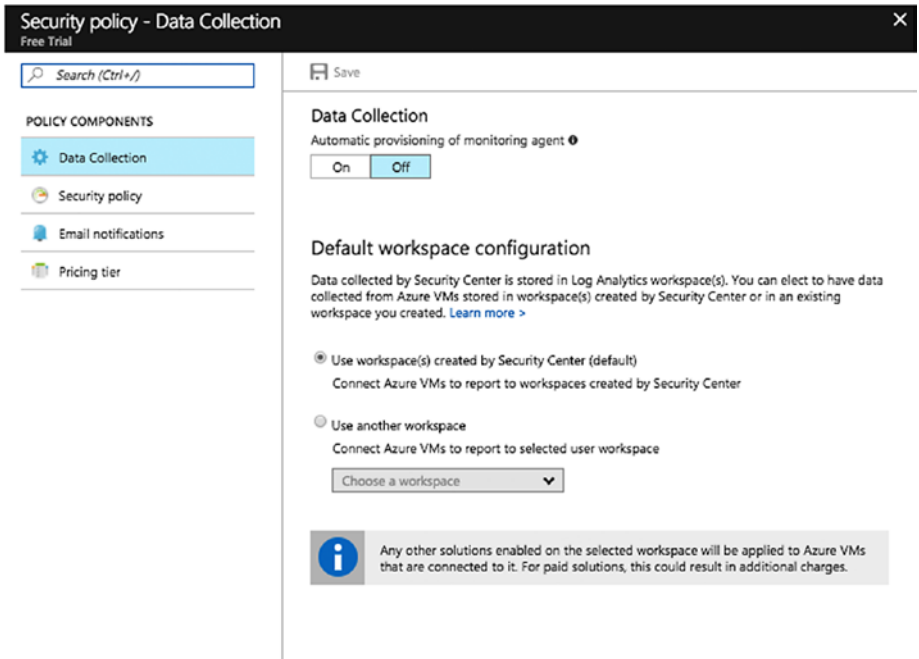 Security policy - Data Collection
Free Trial
Search (Ctrl+/)
Save
POLICY COMPONENTS
Data Collection
Security policy
Email notifications
Pricing tier
Data Collection
Automatic provisioning of monitoring agent
On Off
Default workspace configuration
Data collected by Security Center is stored in Log Analytics workspace(s). You can elect to have data
collected from Azure VMs stored in workspace(s) created by Security Center or in an existing
workspace you created. Learn more >
Use workspace(s) created by Security Center (default)
Connect Azure VMs to report to workspaces created by Security Center
Use another workspace
Connect Azure VMs to report to selected user workspace
Choose a workspace
Any other solutions enabled on the selected workspace will be applied to Azure VMs
that are connected to it. For paid solutions, this could result in additional charges.